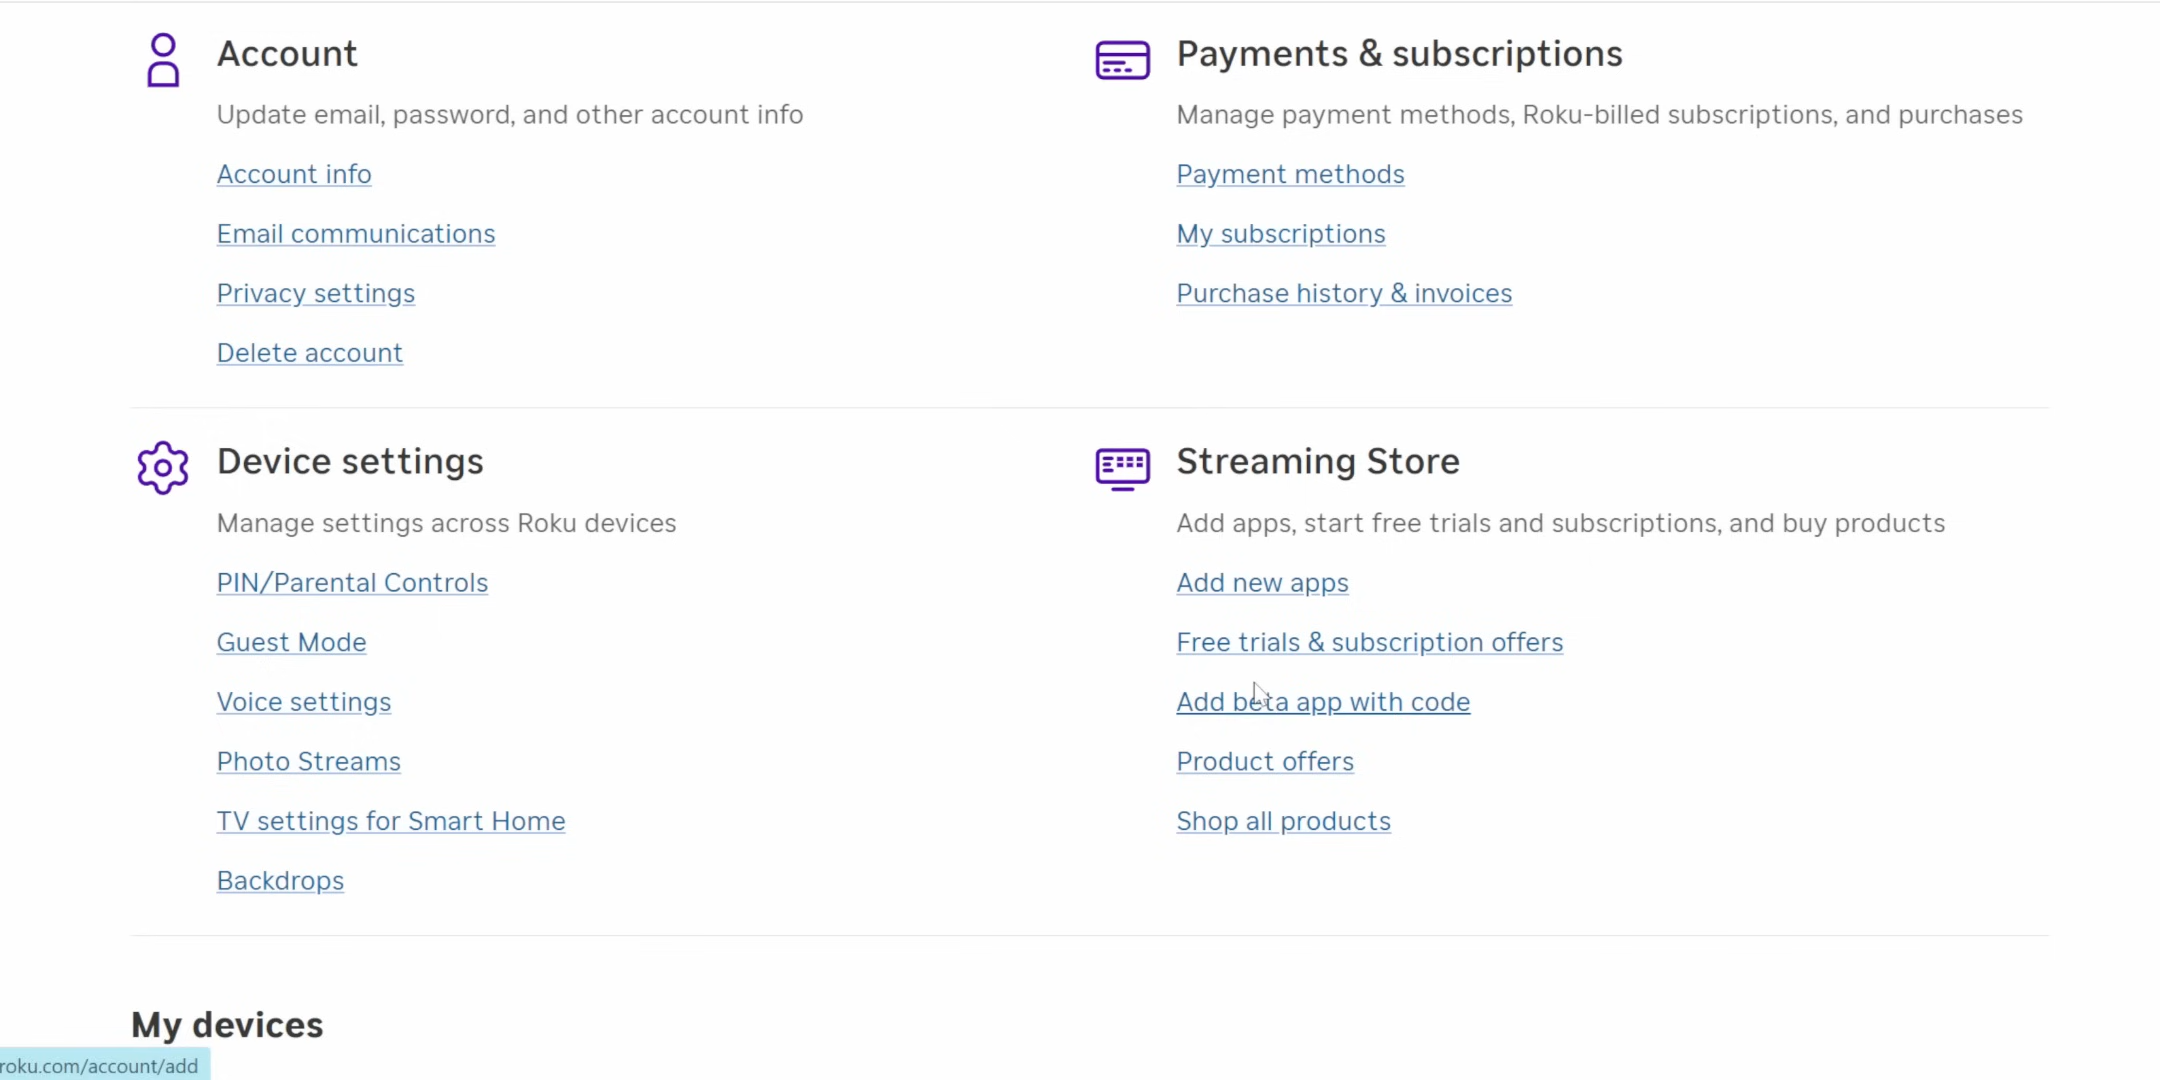 Account
Update email, password, and other account info
Account info
Email communications
Privacy settings
Delete account
Payments & subscriptions
Manage payment methods, Roku-billed subscriptions, and purchases
Payment methods
My subscriptions
Purchase history & invoices
Device settings
Manage settings across Roku devices
PIN/Parental Controls
Guest Mode
Voice settings
Photo Streams
TV settings for Smart Home
Backdrops
Streaming Store
Add apps, start free trials and subscriptions, and buy products
Add new apps
Free trials & subscription offers
Add beta app with code
Product offers
Shop all products
My devices
roku.com/account/add